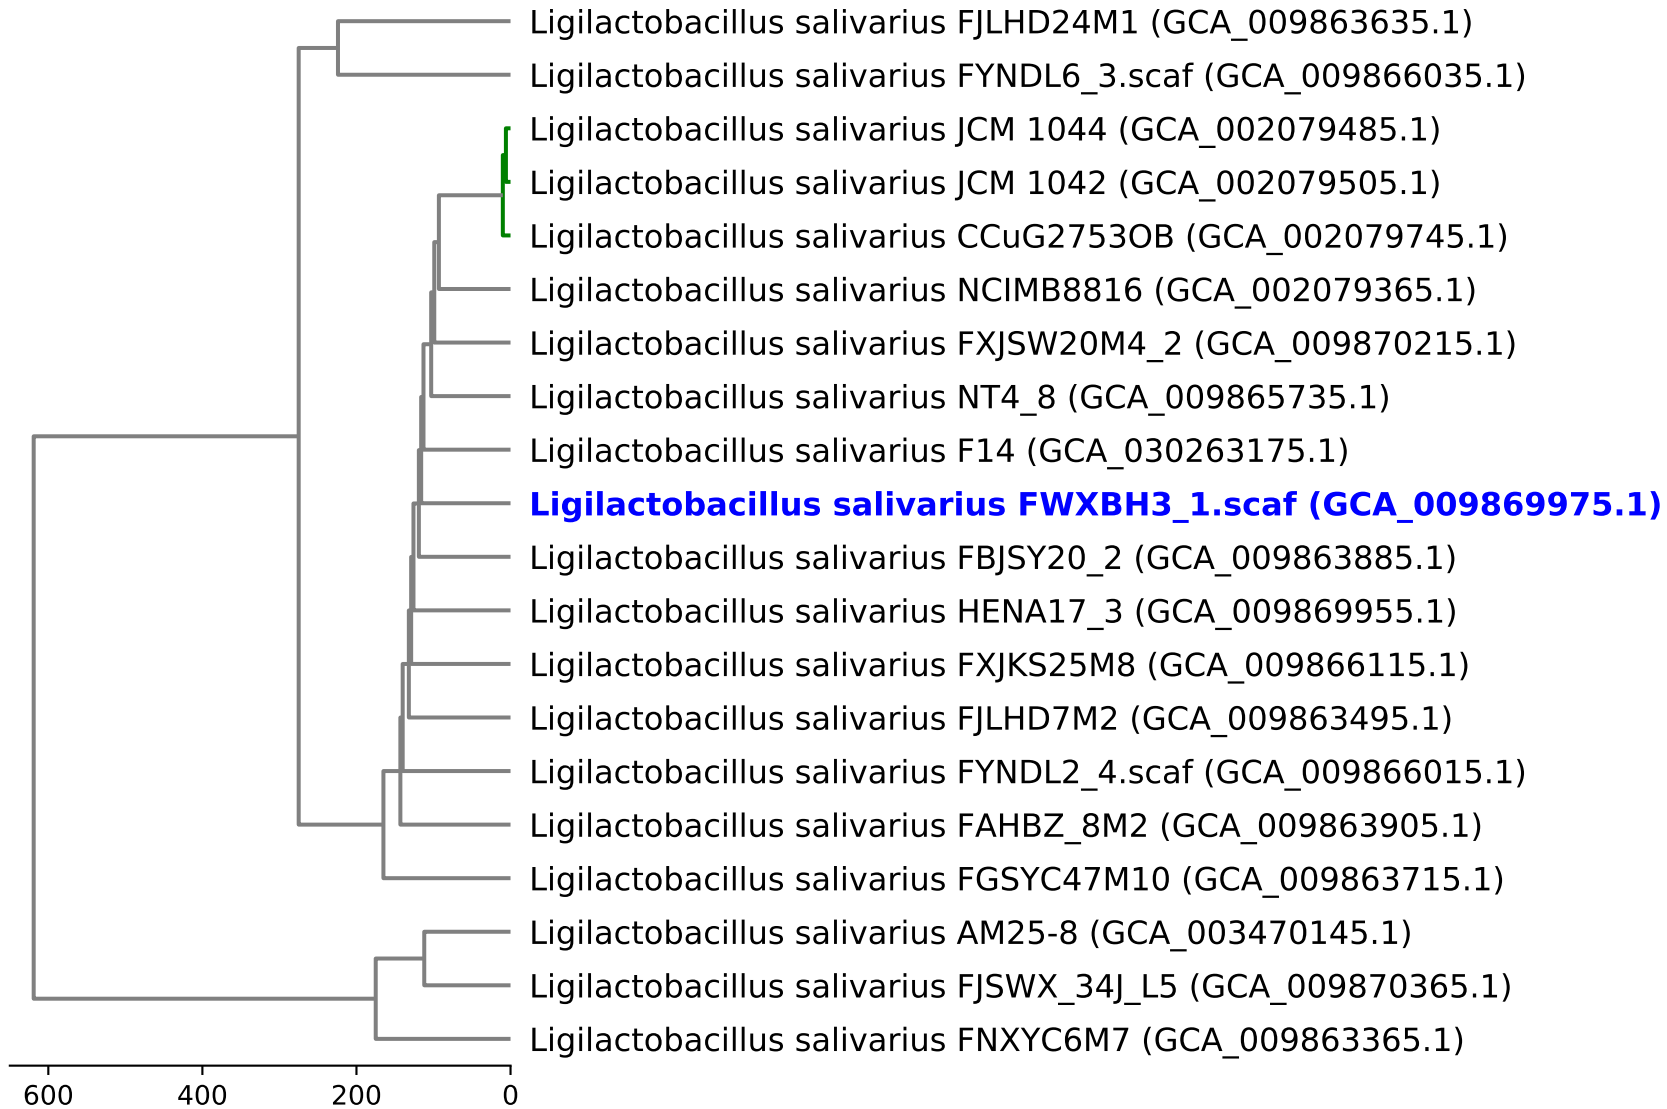 Ligilactobacillus salivarius FJLHD24M1 (GCA_009863635.1)
Ligilactobacillus salivarius FYNDL6_3.scaf (GCA_009866035.1)
Ligilactobacillus salivarius JCM 1044 (GCA_002079485.1)
Ligilactobacillus salivarius JCM 1042 (GCA_002079505.1)
Ligilactobacillus salivarius CCuG2753OB (GCA_002079745.1)
Ligilactobacillus salivarius NCIMB8816 (GCA_002079365.1)
Ligilactobacillus salivarius FXJSW20M4_2 (GCA_009870215.1)
Ligilactobacillus salivarius NT4_8 (GCA_009865735.1)
Ligilactobacillus salivarius F14 (GCA_030263175.1)
Ligilactobacillus salivarius FWXBH3_1.scaf (GCA_009869975.1)
Ligilactobacillus salivarius FBJSY20_2 (GCA_009863885.1)
Ligilactobacillus salivarius HENA17_3 (GCA_009869955.1)
Ligilactobacillus salivarius FXJKS25M8 (GCA_009866115.1)
Ligilactobacillus salivarius FJLHD7M2 (GCA_009863495.1)
Ligilactobacillus salivarius FYNDL2_4.scaf (GCA_009866015.1)
Ligilactobacillus salivarius FAHBZ_8M2 (GCA_009863905.1)
Ligilactobacillus salivarius FGSYC47M10 (GCA_009863715.1)
Ligilactobacillus salivarius AM25-8 (GCA_003470145.1)
Ligilactobacillus salivarius FJSWX_34J_L5 (GCA_009870365.1)
Ligilactobacillus salivarius FNXYC6M7 (GCA_009863365.1)
600 400 200 0